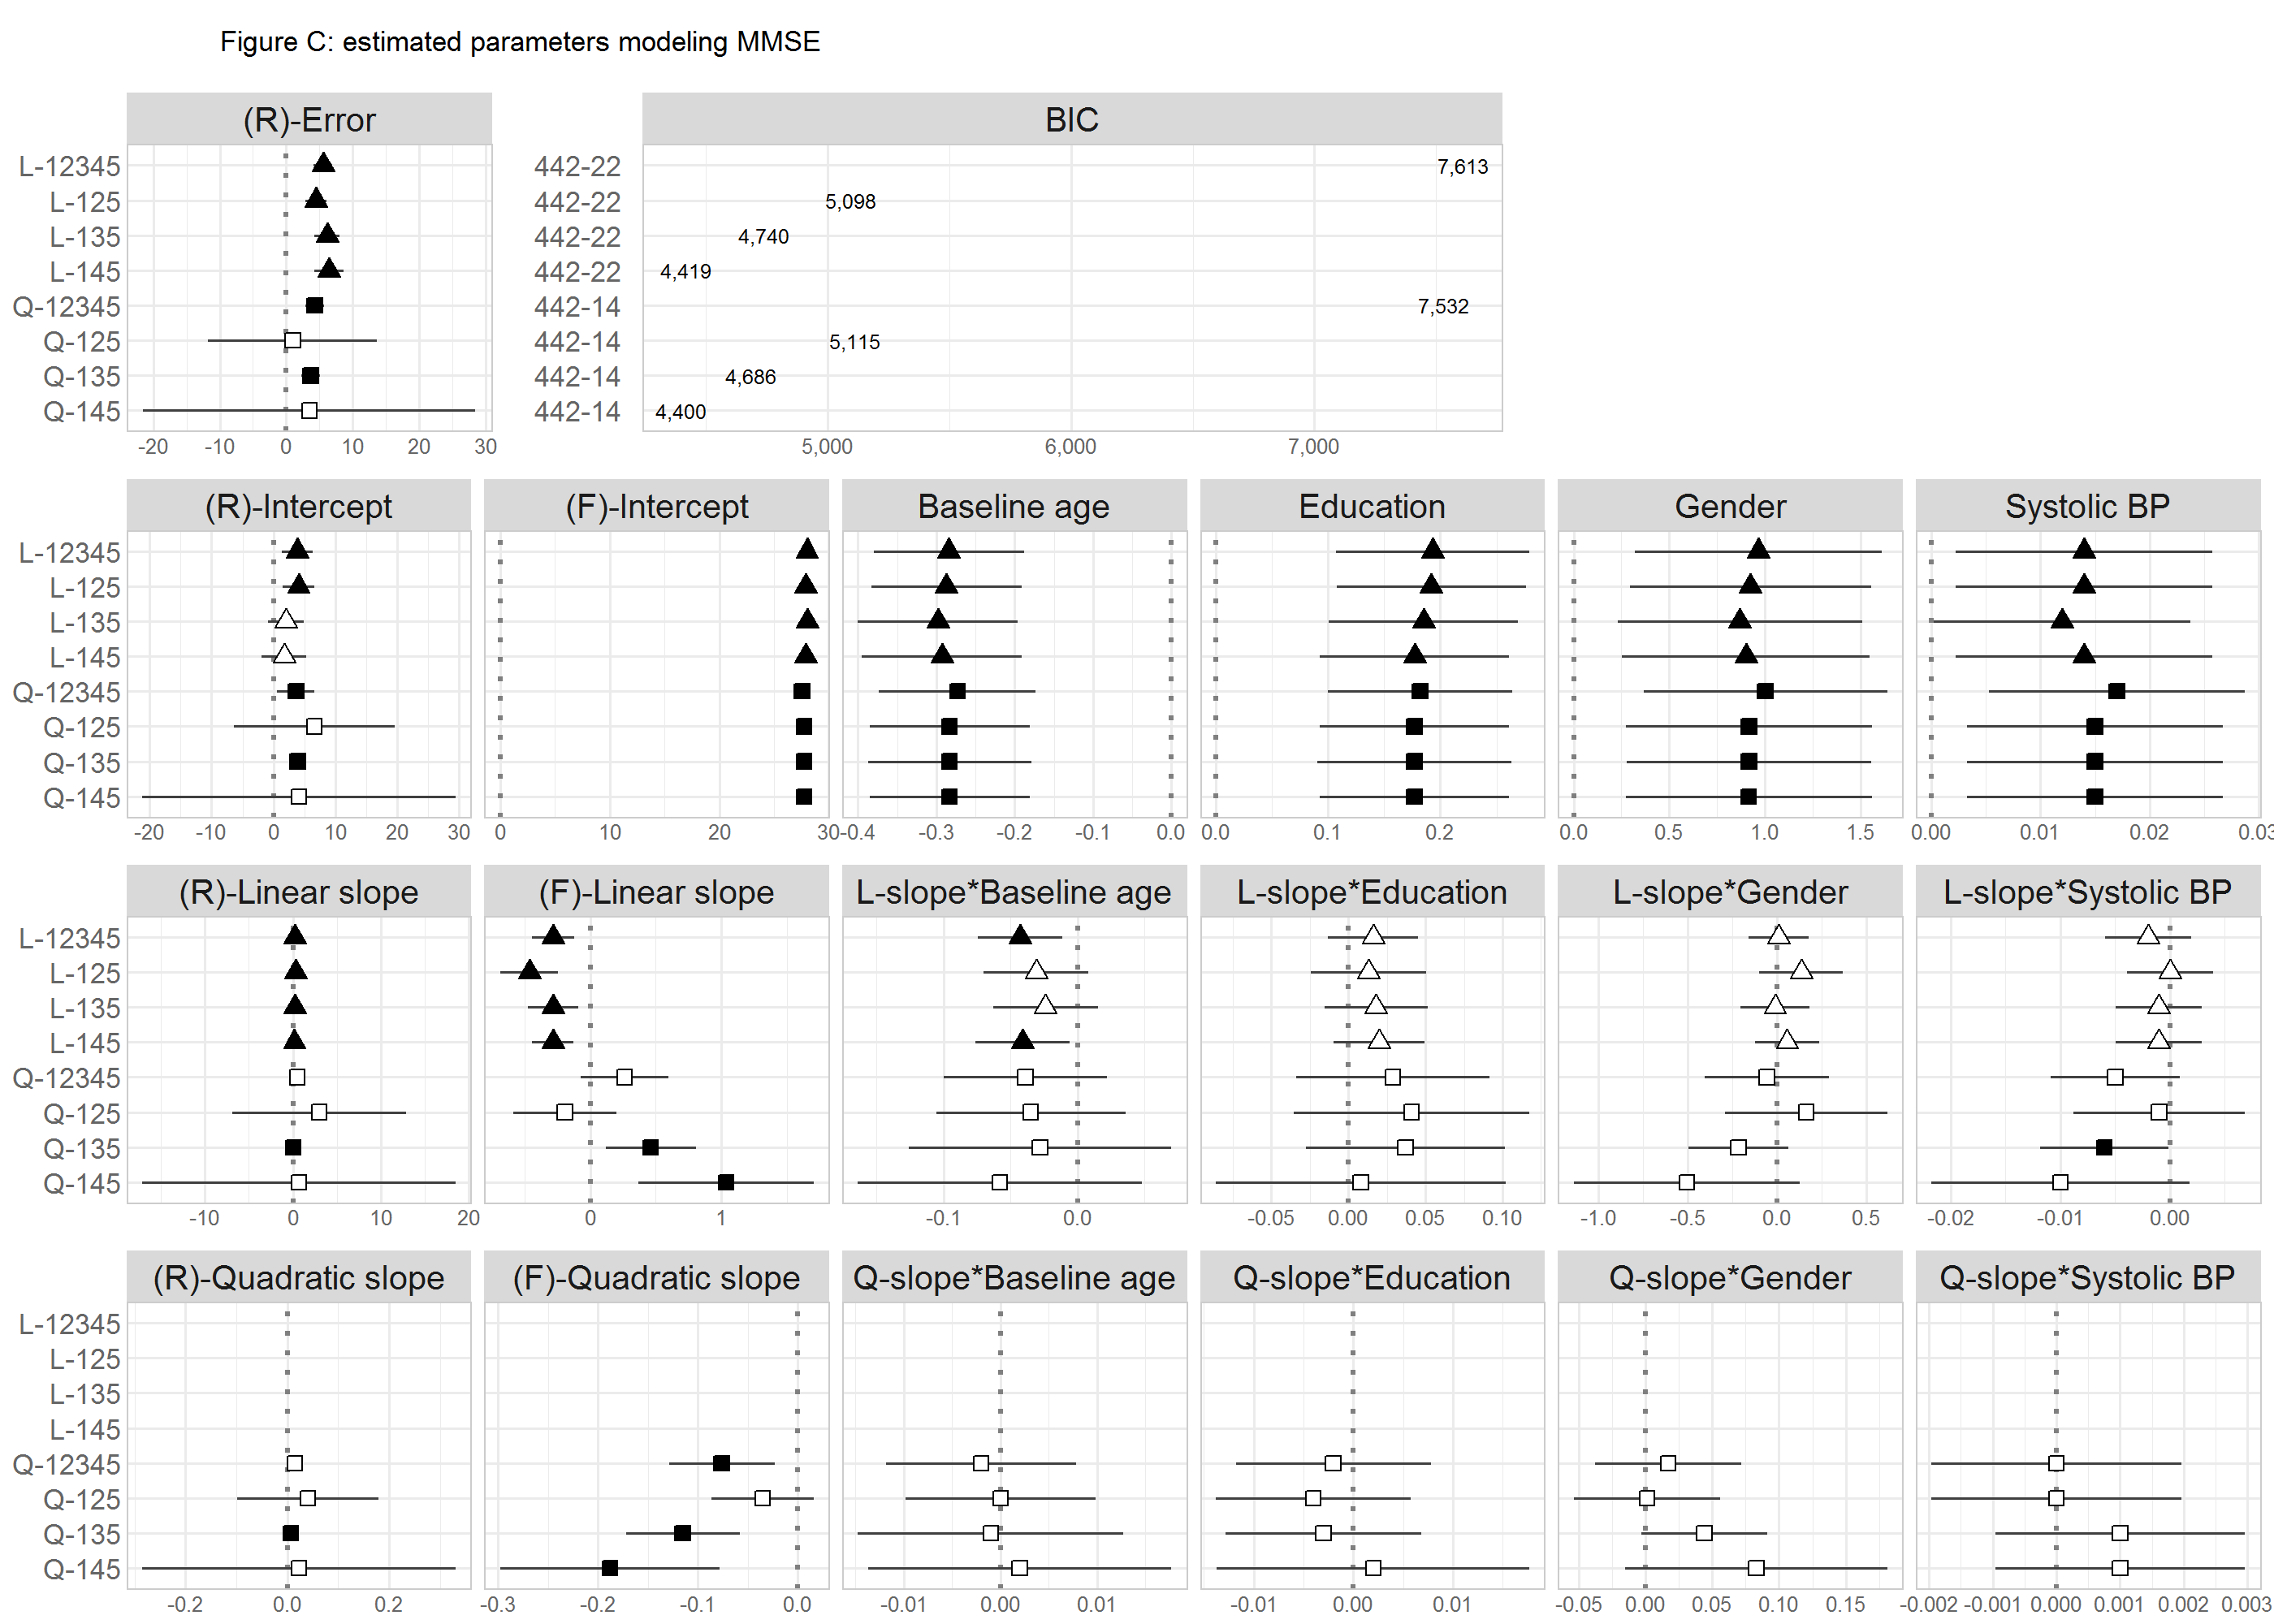 Figure C: estimated parameters modeling MMSE
(R)-Error
BIC
L-12345
442-22
7,613
L-125
442-22
5,098
L-135
442-22
4,740
L-145
442-22
4,419
Q-12345
442-14
7,532
Q-125
442-14
5,115
Q-135
442-14
4,686
Q-145
442-14
4,400
-20 -10 0 10 20 30
5,000 6,000 7,000
(R)-Intercept
(F)-Intercept
Baseline age
Education
Gender
Systolic BP
L-12345
L-125
L-135
L-145
Q-12345
Q-125
Q-135
Q-145
-20 -10 0 10 20 30
0 10 20 30
-0.4 -0.3 -0.2 -0.1 0.0
0.0 0.1 0.2
0.0 0.5 1.0 1.5
0.00 0.01 0.02 0.03
(R)-Linear slope
(F)-Linear slope
L-slope*Baseline age
L-slope*Education
L-slope*Gender
L-slope*Systolic BP
L-12345
L-125
L-135
L-145
Q-12345
Q-125
Q-135
Q-145
-10 0 10 20
0 1
-0.1 0.0
-0.05 0.00 0.05 0.10
-1.0 -0.5 0.0 0.5
-0.02 -0.01 0.00
(R)-Quadratic slope
(F)-Quadratic slope
Q-slope*Baseline age
Q-slope*Education
Q-slope*Gender
Q-slope*Systolic BP
L-12345
L-125
L-135
L-145
Q-12345
Q-125
Q-135
Q-145
-0.2 0.0 0.2
-0.3 -0.2 -0.1 0.0
-0.01 0.00 0.01
-0.01 0.00
-0.05 0.00 0.05 0.10 0.15
-0.002 -0.001 0.000 0.001 0.002 0.003